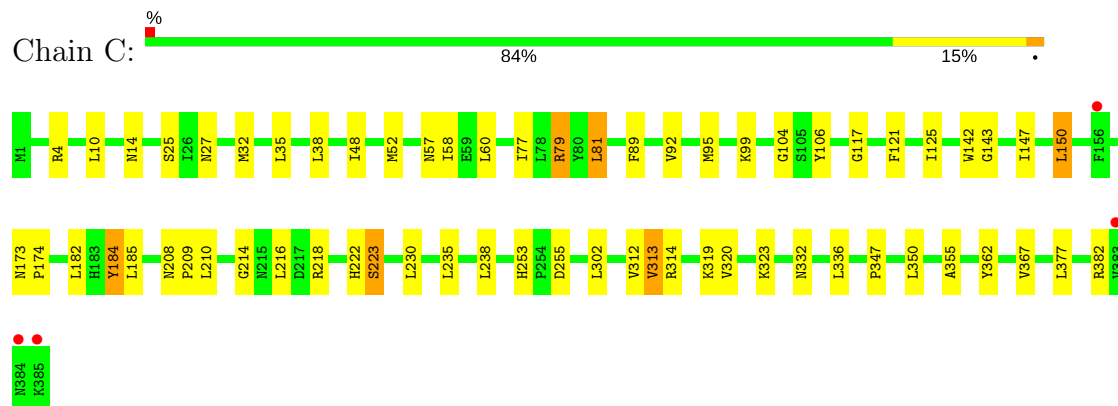 %
Chain C:
84% 15% •
M1 R4 L10 N14 S25 I26 N27 M32 L35 L38 I48 M52 N57 I58 E59 L60 I77 L78 R79 Y80 L81 F89 V92 M95 K99 G104 S105 Y106 G117 F121 I125 W142 G143 I147 L150 F156
N173 P174 L182 H183 Y184 L185 N208 P209 L210 G214 N215 L216 D217 R218 H222 S223 L230 L235 L238 H253 P254 D255 L302 V312 V313 R314 K319 V320 K323 N332 L336 P347 L350 A355 Y362 V367 L377 R382 V383
N384 K385